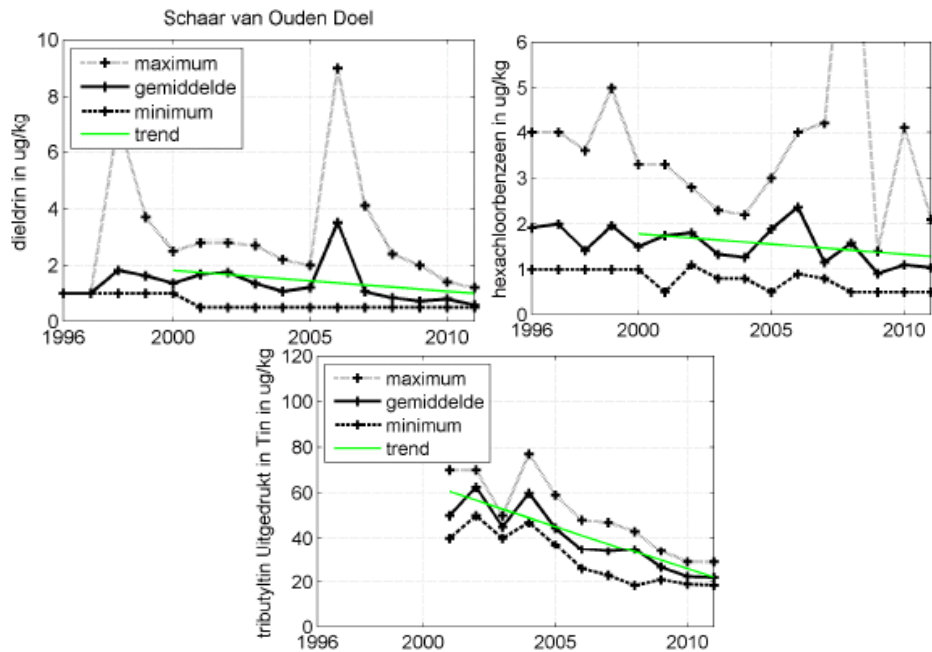 Schaar van Ouden Doel
dieldrin in ug/kg
10
8
6
4
2
0
maximum
gemiddelde
minimum
trend
1996
2000
2005
2010
hexachloorbenzeen in ug/kg
6
5
4
3
2
1
0
1996
2000
2005
2010
tributyltin Uitgedrukt in Tin in ug/kg
120
100
80
60
40
20
0
maximum
gemiddelde
minimum
trend
1996
2000
2005
2010